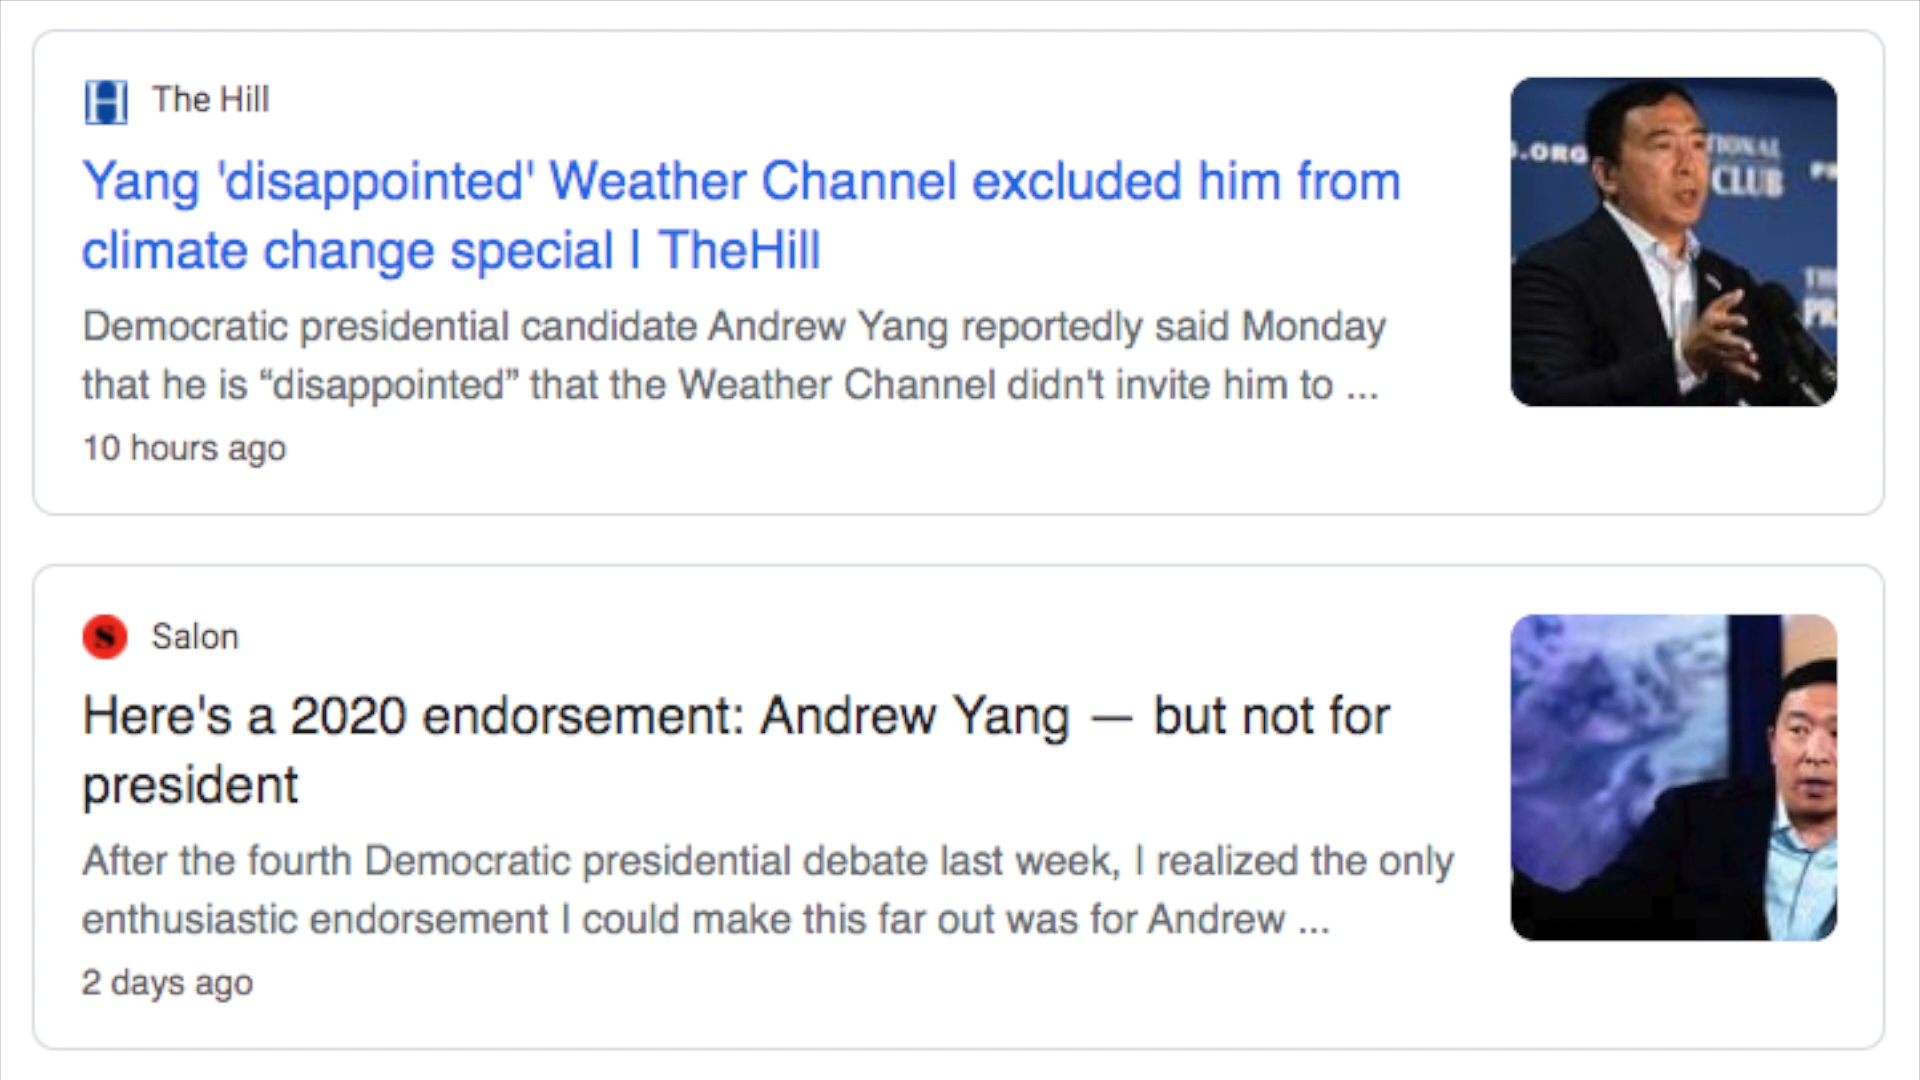 The Hill
Yang 'disappointed' Weather Channel excluded him from
climate change special | TheHill
Democratic presidential candidate Andrew Yang reportedly said Monday
that he is “disappointed” that the Weather Channel didn't invite him to ...
10 hours ago
.ORG
CLUB
S
Salon
Here's a 2020 endorsement: Andrew Yang — but not for
president
After the fourth Democratic presidential debate last week, I realized the only
enthusiastic endorsement I could make this far out was for Andrew ...
2 days ago